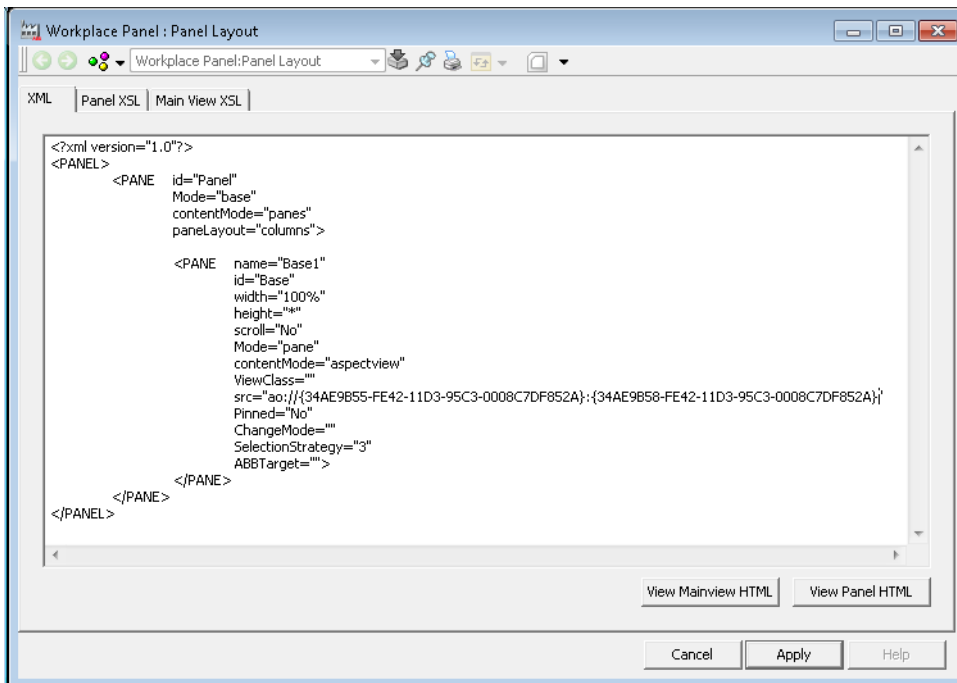 Workplace Panel : Panel Layout
Workplace Panel:Panel Layout
XML Panel XSL Main View XSL
<?xml version="1.0"?>
<PANEL>
<PANE id="Panel"
Mode="base"
contentMode="panes"
paneLayout="columns">
<PANE name="Base1"
id="Base"
width="100%"
height="*"
scroll="No"
Mode="pane"
contentMode="aspectview"
ViewClass=""
src="ao://{34AE9B55-FE42-11D3-95C3-0008C7DF852A}:{34AE9B58-FE42-11D3-95C3-0008C7DF852A}"
Pinned="No"
ChangeMode=""
SelectionStrategy="3"
ABBTarget="">
</PANE>
</PANE>
</PANEL>
View Mainview HTML View Panel HTML
Cancel Apply Help